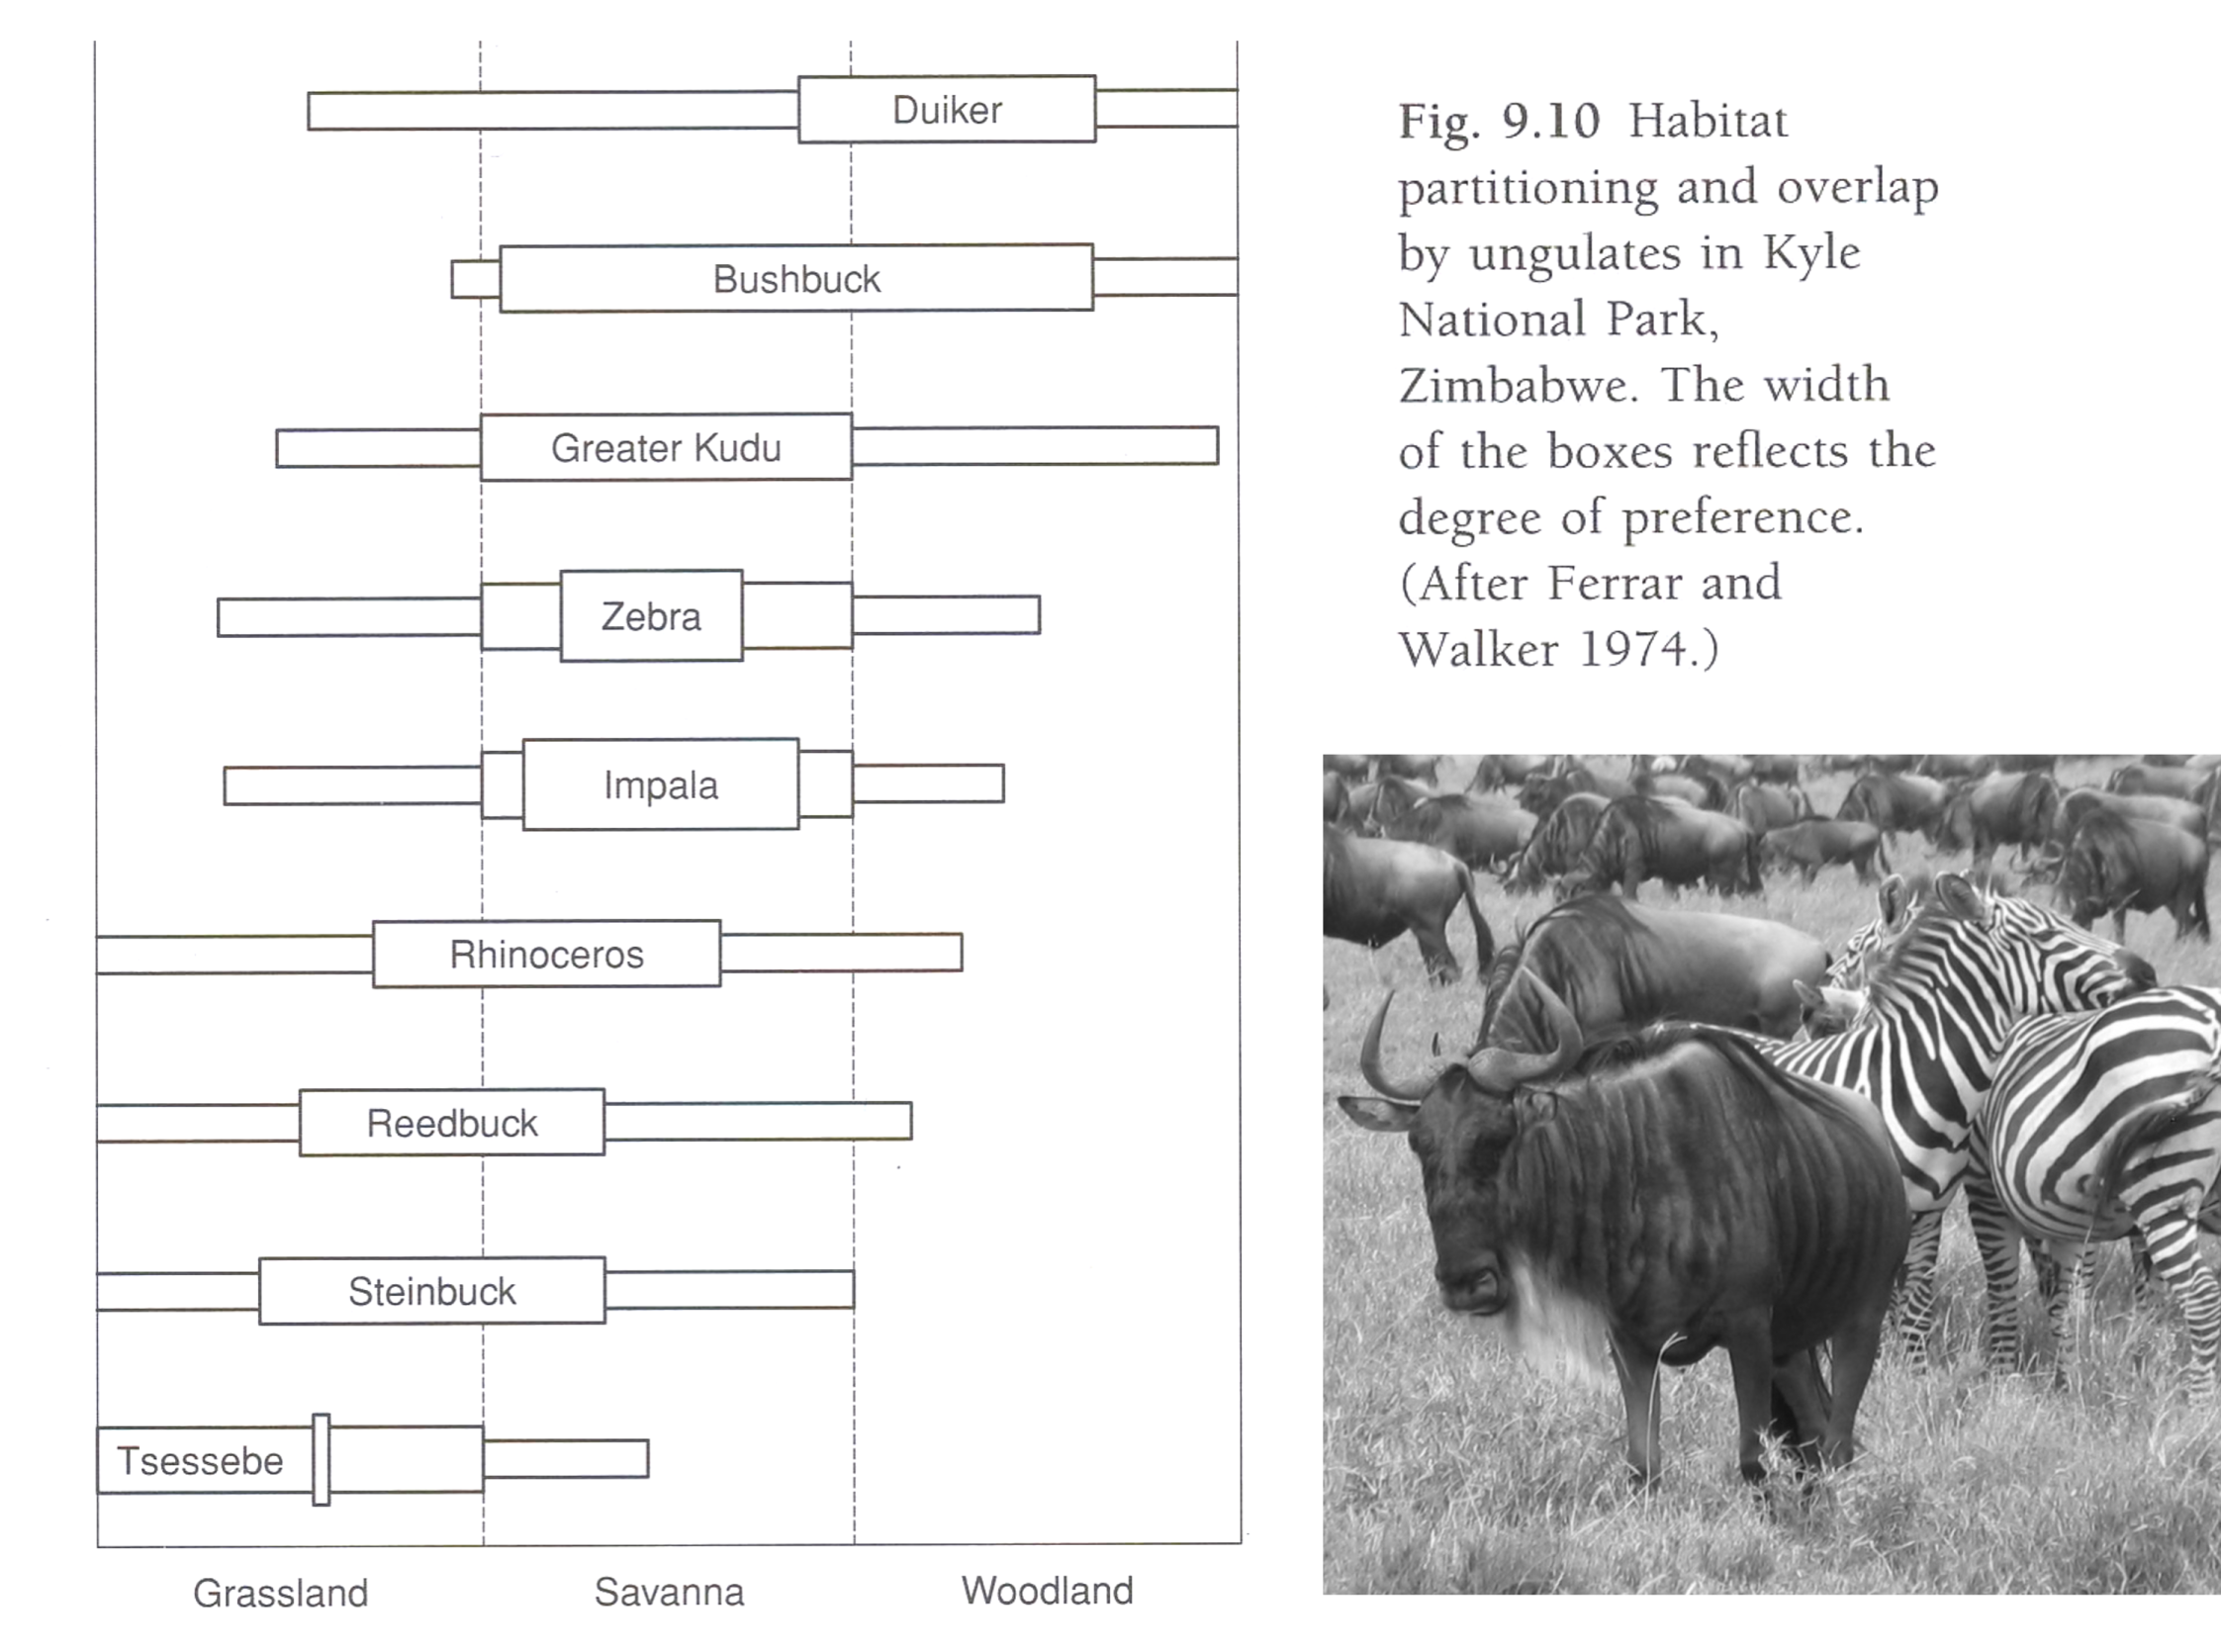 Duiker
Bushbuck
Greater Kudu
Zebra
Impala
Rhinoceros
Reedbuck
Steinbuck
Tsessebe
Grassland Savanna Woodland
Fig. 9.10 Habitat
partitioning and overlap
by ungulates in Kyle
National Park,
Zimbabwe. The width
of the boxes reflects the
degree of preference.
(After Ferrar and
Walker 1974.)